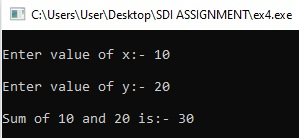 C:\Users\User\Desktop\SDI ASSIGNMENT\ex4.exe
Enter value of x:- 10
Enter value of y:- 20
Sum of 10 and 20 is:- 30